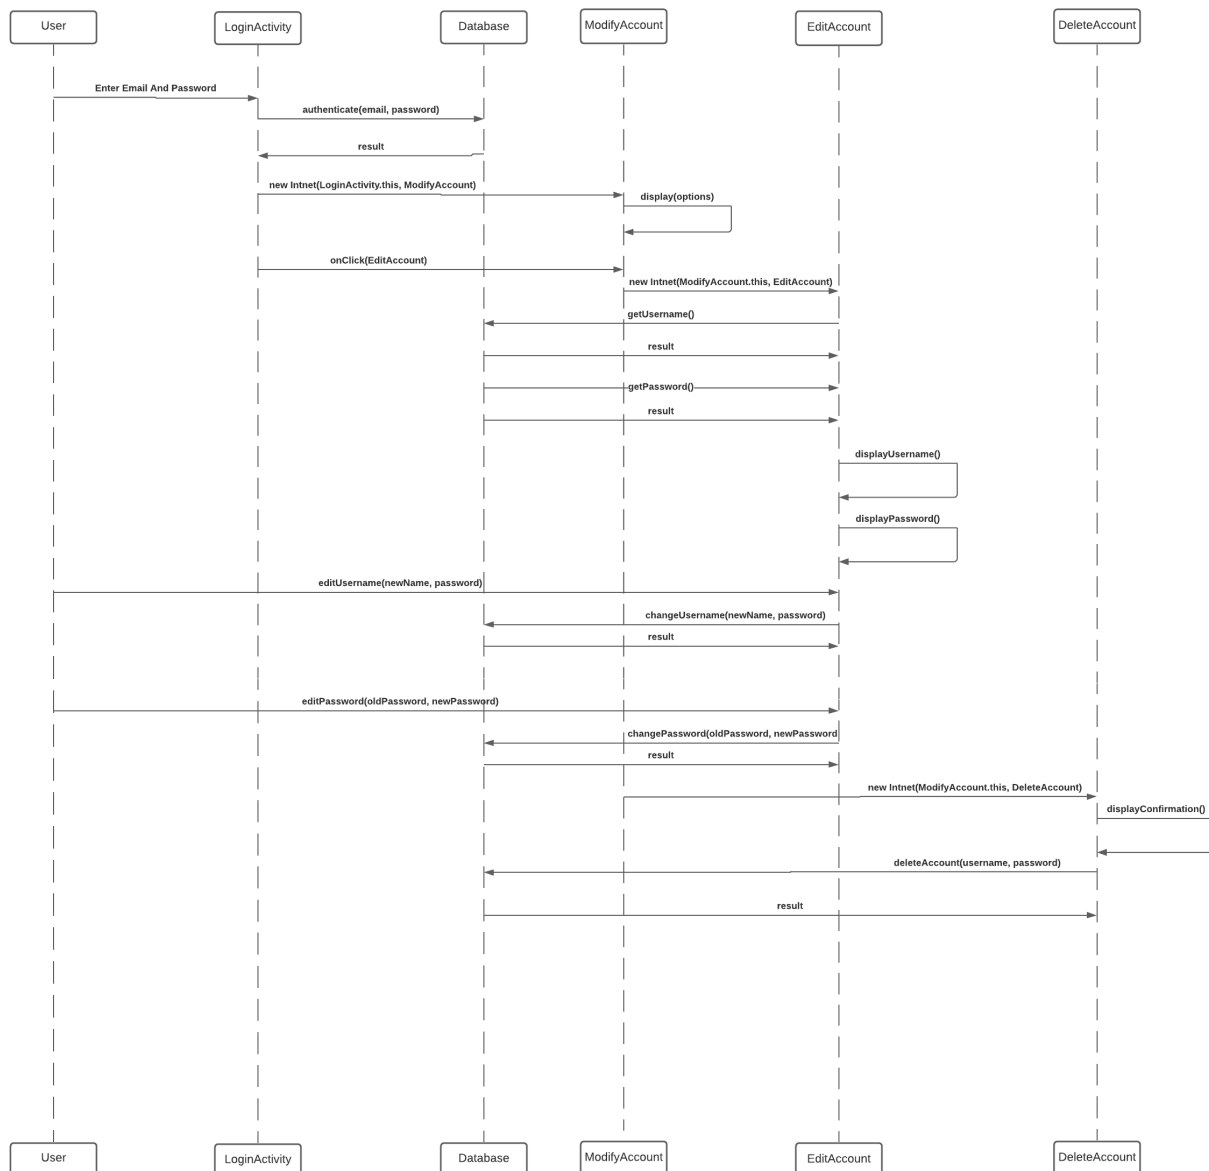 User
LoginActivity
Database
ModifyAccount
EditAccount
DeleteAccount
Enter Email And Password
authenticate(email, password)
result
new Intnet(LoginActivity.this, ModifyAccount)
display(options)
onClick(EditAccount)
new Intnet(ModifyAccount.this, EditAccount)
getUsername()
result
getPassword()
result
displayUsername()
displayPassword()
editUsername(newName, password)
changeUsername(newName, password)
result
editPassword(oldPassword, newPassword)
changePassword(oldPassword, newPassword
result
new Intnet(ModifyAccount.this, DeleteAccount)
displayConfirmation()
deleteAccount(username, password)
result
User
LoginActivity
Database
ModifyAccount
EditAccount
DeleteAccount